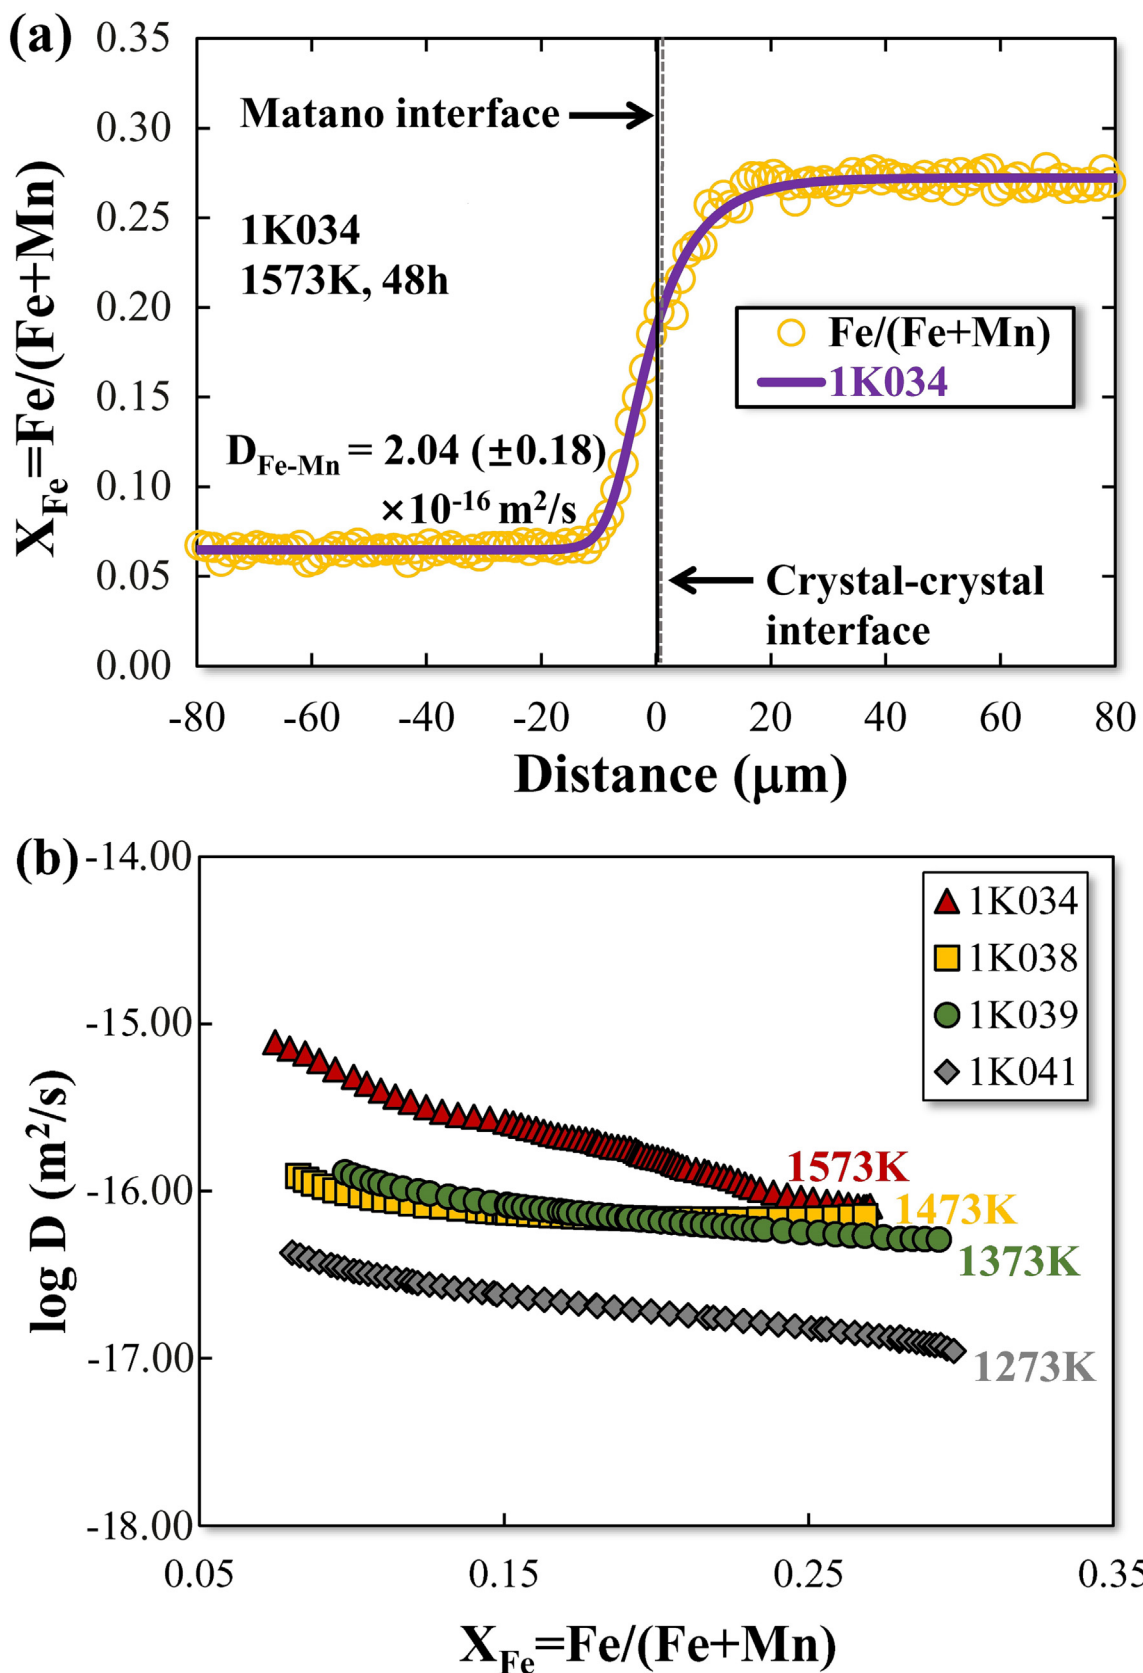 (a)
0.35
0.30
0.25
0.20
0.15
0.10
0.05
0.00
X_Fe=Fe/(Fe+Mn)
Matano interface
1K034
1573K, 48h
Fe/(Fe+Mn)
1K034
D_Fe-Mn = 2.04 (±0.18)
×10⁻¹⁶ m²/s
Crystal-crystal
interface
-80 -60 -40 -20 0 20 40 60 80
Distance (μm)
(b)
-14.00
-15.00
-16.00
-17.00
-18.00
log D (m²/s)
1K034
1K038
1K039
1K041
1573K
1473K
1373K
1273K
0.05 0.15 0.25 0.35
X_Fe=Fe/(Fe+Mn)